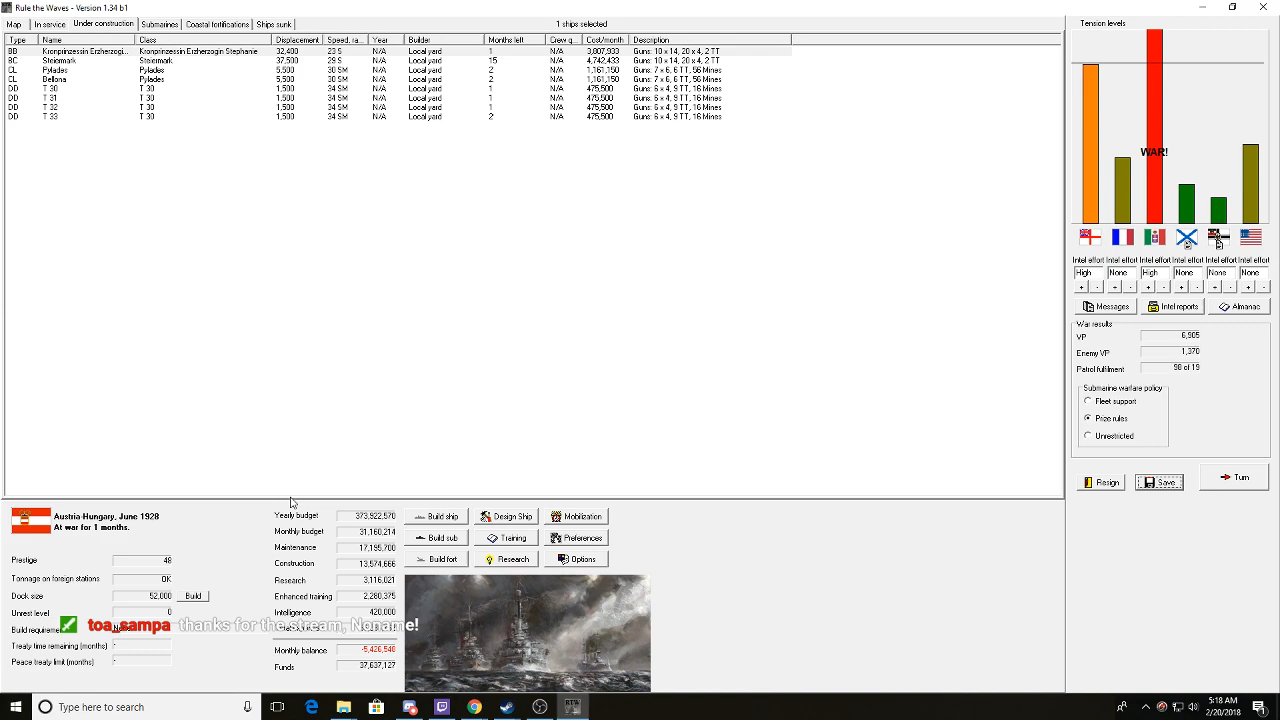 Rule the Waves - Version 1.34 b1
Map In service Under construction Submarines Coastal fortifications Ships sunk 1 ships selected
Type Name Class Displacement Speed, ra... Year Builder Months left Crew q... Cost/month Description
BB Kronprinzessin Erzherzogi... Kronprinzessin Erzherzogin Stephanie 32,400 23 S N/A Local yard 1 N/A 3,807,933 Guns: 10 x 14, 20 x 4, 2 TT
BC Steiermark Steiermark 37,500 29 S N/A Local yard 15 N/A 4,742,433 Guns: 10 x 14, 20 x 4, 2 TT
CL Pylades Pylades 5,500 30 SM N/A Local yard 2 N/A 1,161,150 Guns: 7 x 6, 6 TT, 56 Mines
CL Bellona Pylades 5,500 30 SM N/A Local yard 2 N/A 1,161,150 Guns: 7 x 6, 6 TT, 56 Mines
DD T 30 T 30 1,500 34 SM N/A Local yard 1 N/A 475,500 Guns: 6 x 4, 9 TT, 16 Mines
DD T 31 T 30 1,500 34 SM N/A Local yard 1 N/A 475,500 Guns: 6 x 4, 9 TT, 16 Mines
DD T 32 T 30 1,500 34 SM N/A Local yard 1 N/A 475,500 Guns: 6 x 4, 9 TT, 16 Mines
DD T 33 T 30 1,500 34 SM N/A Local yard 2 N/A 475,500 Guns: 6 x 4, 9 TT, 16 Mines
Tension levels
WAR!
Intel effort Intel effort Intel effort Intel effort Intel effort Intel effort
High None High None None None
+ - + - + - + - + - + -
Messages Intel reports Almanac
War results
VP 6,905
Enemy VP 1,370
Patrol fulfilment 98 of 19
Submarine warfare policy
Fleet support
Prize rules
Unrestricted
Resign Save Turn
Austria-Hungary, June 1928
At war for 1 months.
Prestige 48
Tonnage on foreign stations OK
Dock size 52,000 Build
Unrest level 0
Build requirement
Treaty time remaining (months) -
Peace treaty limit (months) -
toa_sampa thanks for the stream, Noname!
Yearly budget 373,922,570
Monthly budget 31,160,214
Maintenance 17,195,700
Construction 13,574,666
Research 3,116,021
Enhanced training 2,280,375
Intelligence 420,000
Monthly balance -5,426,548
Funds 37,637,127
Build ship Design Ship Mobilization
Build sub Training Preferences
Build fort Research Options
Type here to search
5:18 AM
2/20/2018